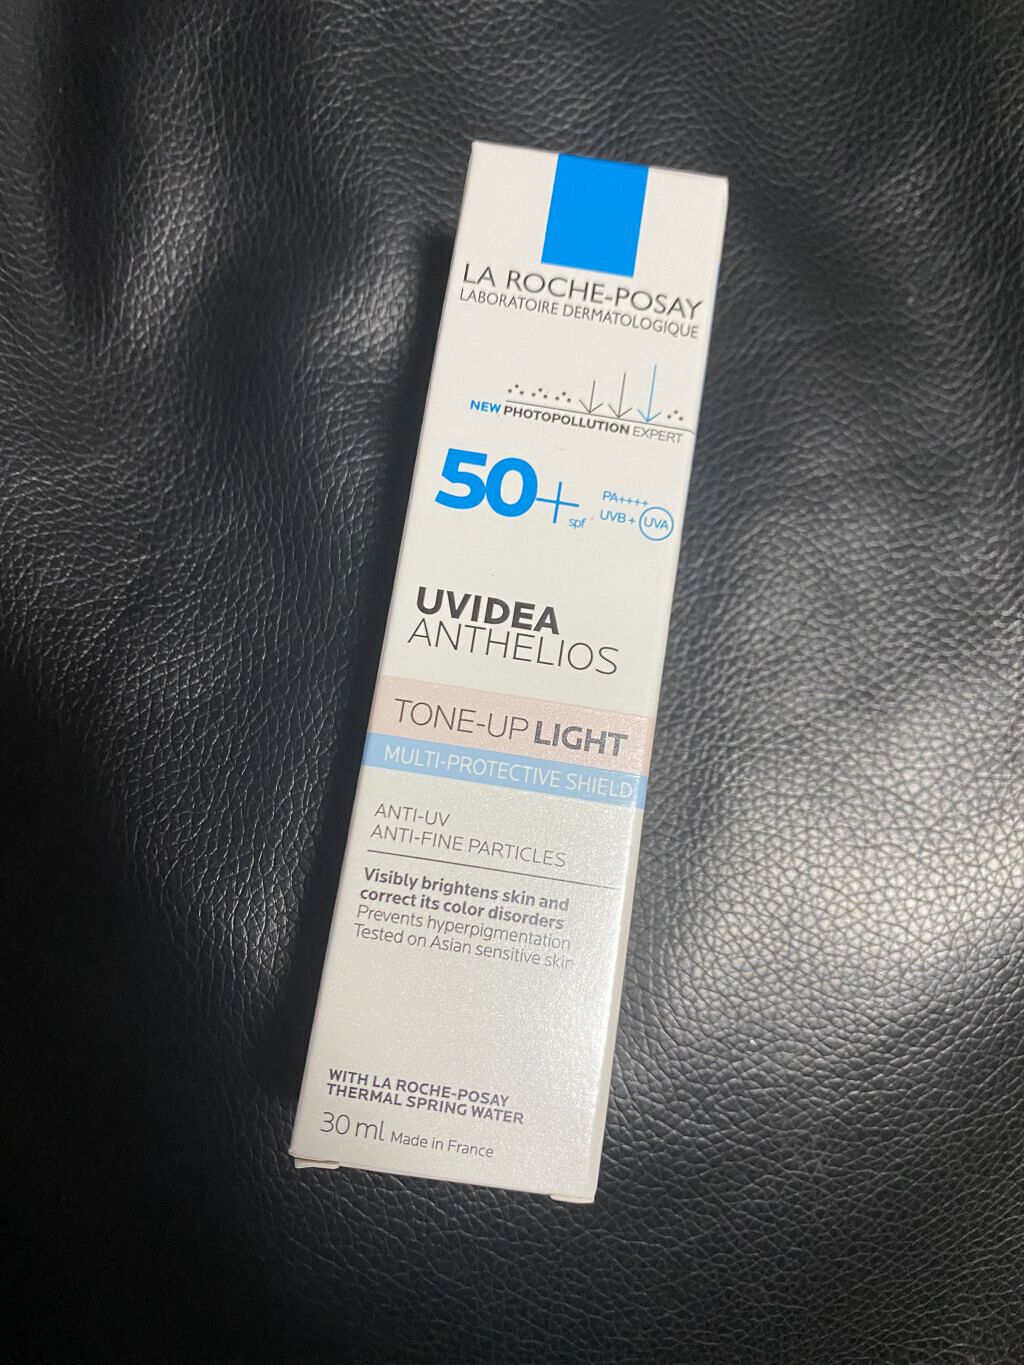 LA ROCHE-POSAY
LABORATOIRE DERMATOLOGIQUE
NEW PHOTOPOLLUTION EXPERT
50+ spf
PA++++
UVB + UVA
UVIDEA
ANTHELIOS
TONE-UP LIGHT
MULTI-PROTECTIVE SHIELD
ANTI-UV
ANTI-FINE PARTICLES
Visibly brightens skin and
correct its color disorders
Prevents hyperpigmentation
Tested on Asian sensitive skin
WITH LA ROCHE-POSAY
THERMAL SPRING WATER
30 ml Made in France